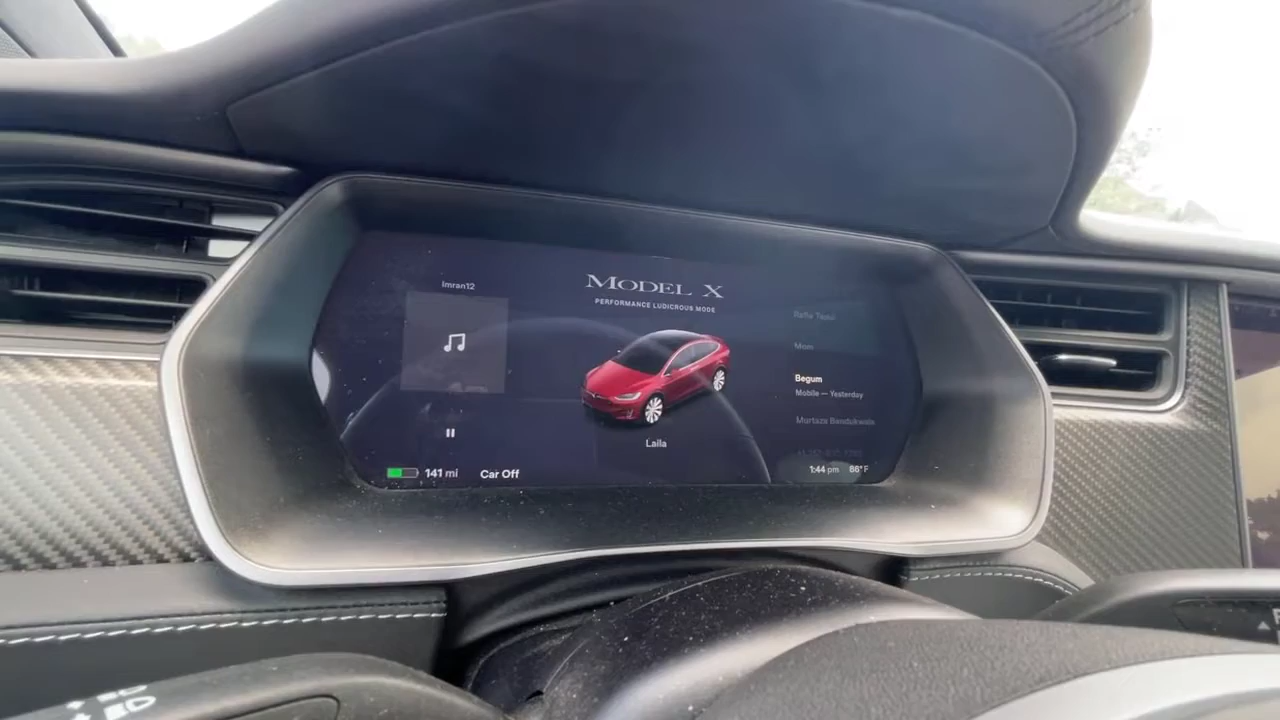 Imran12
MODEL X
PERFORMANCE LUDICROUS MODE
Mom
Begum
Mobile — Yesterday
Murtaza
Laila
141 mi
Car Off
1:44 pm
86°F